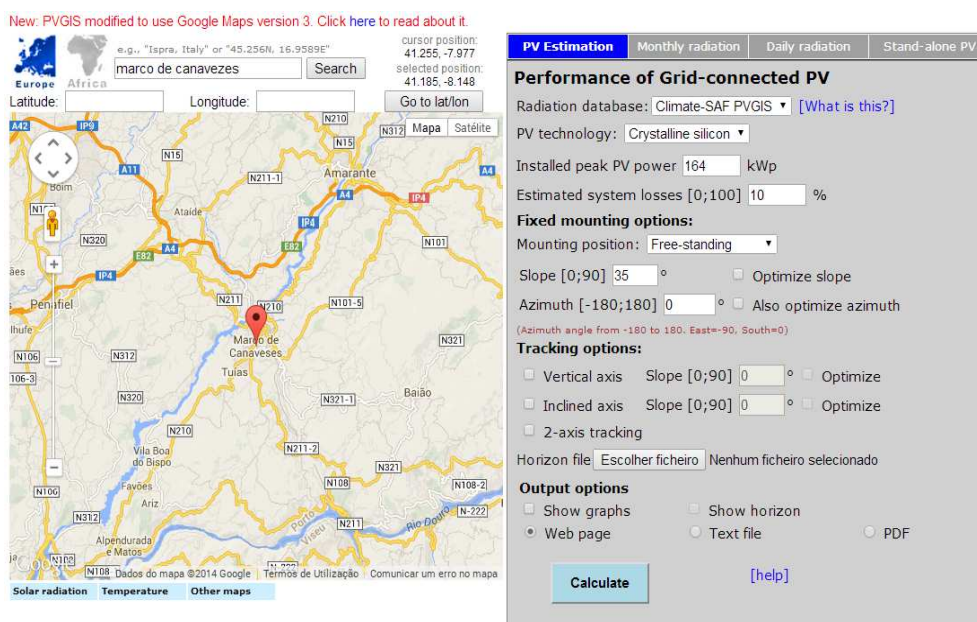 New: PVGIS modified to use Google Maps version 3. Click here to read about it.
Europe
Africa
e.g., "Ispra, Italy" or "45.256N, 16.9589E"
marco de canavezes
Search
cursor position:
41.255, -7.977
selected position:
41.185, -8.148
Latitude:
Longitude:
Go to lat/lon
Mapa
Satélite
A42
IP9
N210
N312
N15
N15
A11
N211-1
Amarante
A4
A4
IP4
Ataíde
IP4
N320
E82
A4
E82
N101
IP4
Penafiel
N211
N210
N101-5
Marco de
Canaveses
N321
N106
N312
Tuias
106-3
N320
N321-1
Baião
N210
Vila Boa
do Bispo
N211-2
N321
Favões
N108
N108-2
N106
Ariz
N312
N211
N-222
Porto
Viseu
Rio Douro
Alpendurada
e Matos
N108
Dados do mapa ©2014 Google
Termos de Utilização
Comunicar um erro no mapa
Solar radiation
Temperature
Other maps
PV Estimation
Monthly radiation
Daily radiation
Stand-alone PV
Performance of Grid-connected PV
Radiation database: Climate-SAF PVGIS [What is this?]
PV technology: Crystalline silicon
Installed peak PV power 164 kWp
Estimated system losses [0;100] 10 %
Fixed mounting options:
Mounting position: Free-standing
Slope [0;90] 35 º Optimize slope
Azimuth [-180;180] 0 º Also optimize azimuth
(Azimuth angle from -180 to 180. East=-90, South=0)
Tracking options:
Vertical axis Slope [0;90] 0 º Optimize
Inclined axis Slope [0;90] 0 º Optimize
2-axis tracking
Horizon file Escolher ficheiro Nenhum ficheiro selecionado
Output options
Show graphs Show horizon
Web page Text file PDF
Calculate
[help]